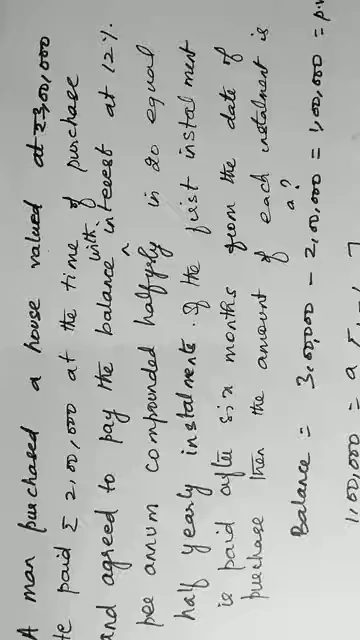 A man purchased a house valued at ₹3,00,000
He paid ₹ 2,00,000 at the time of purchase
and agreed to pay the balance with interest at 12%
per annum compounded halfyrly in 20 equal
half yearly instalments. If the first instalment
is paid after six months from the date of
purchase then the amount of each instalment is
a?
Balance = 3,00,000 - 2,00,000 = 1,00,000 = p.v
1,00,000 = a [